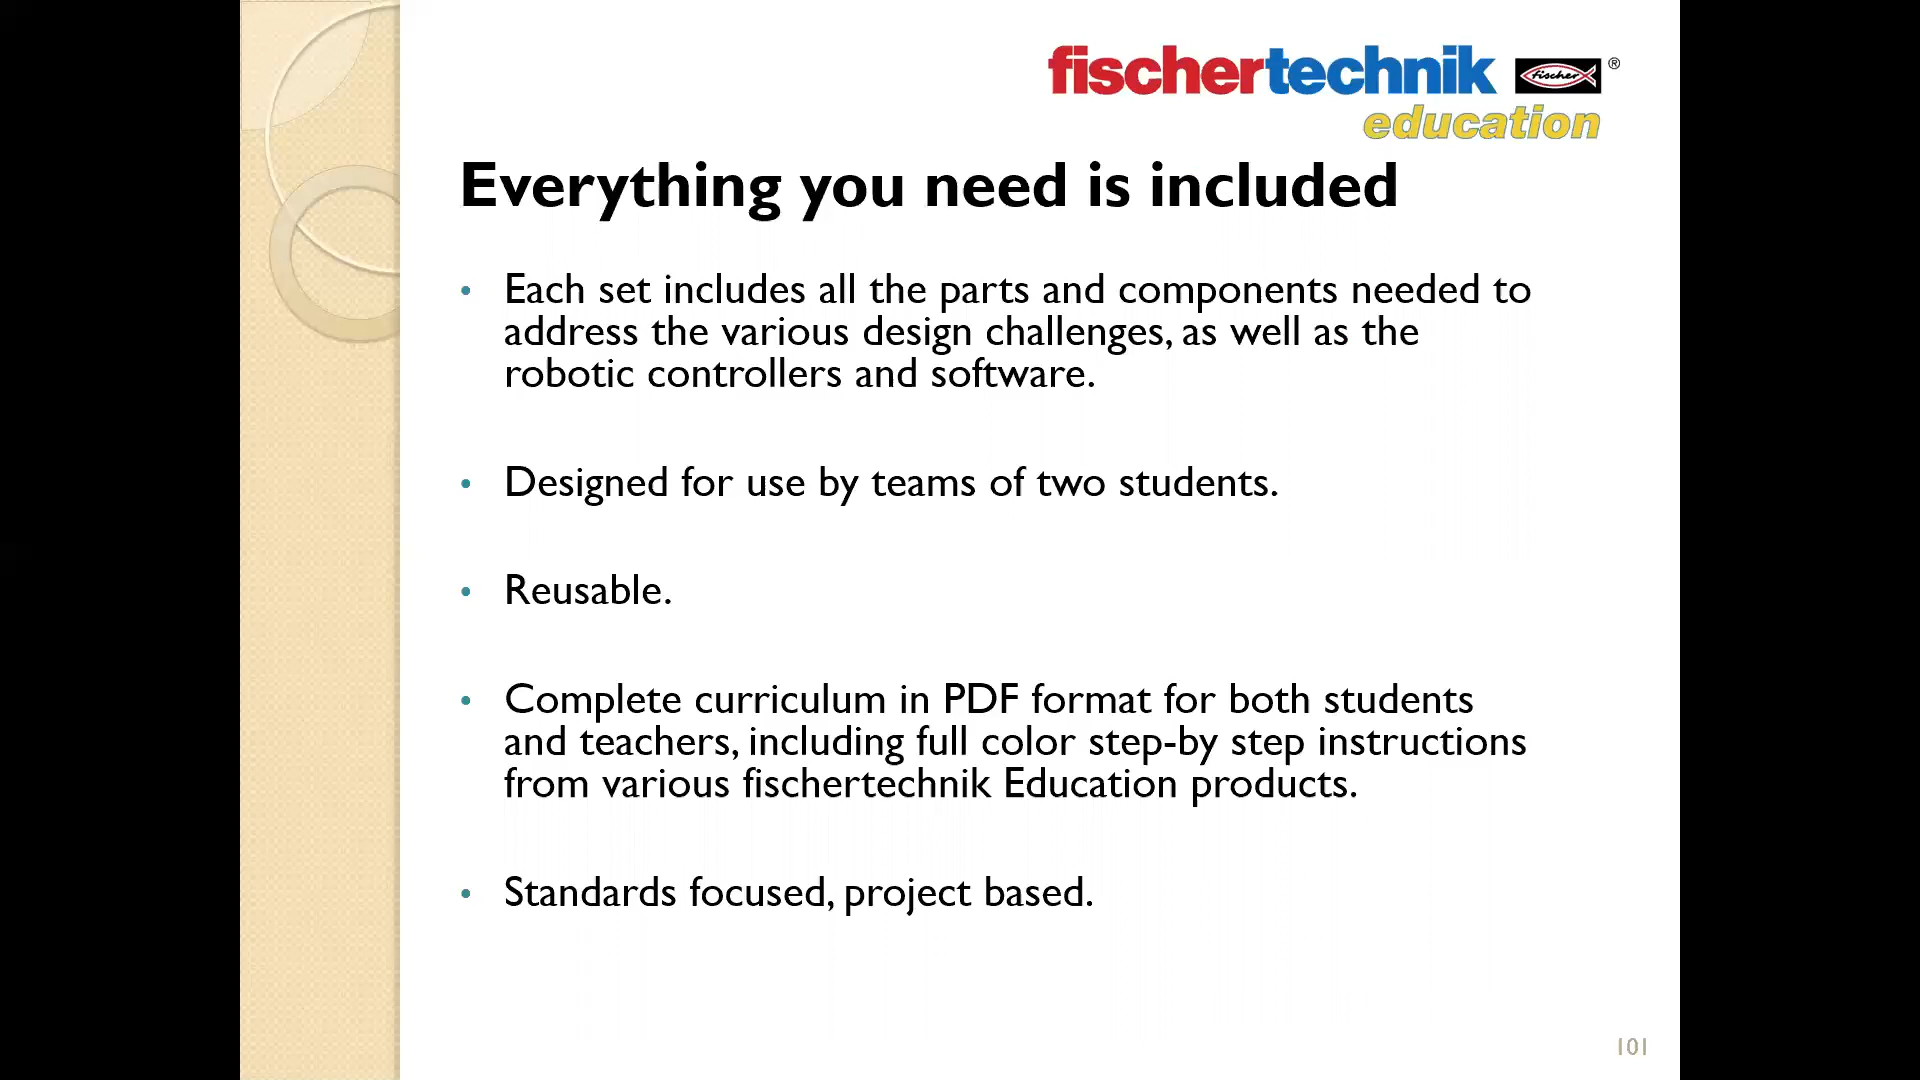 fischertechnik fischer ®
education
Everything you need is included
• Each set includes all the parts and components needed to
address the various design challenges, as well as the
robotic controllers and software.
• Designed for use by teams of two students.
• Reusable.
• Complete curriculum in PDF format for both students
and teachers, including full color step-by step instructions
from various fischertechnik Education products.
• Standards focused, project based.
101